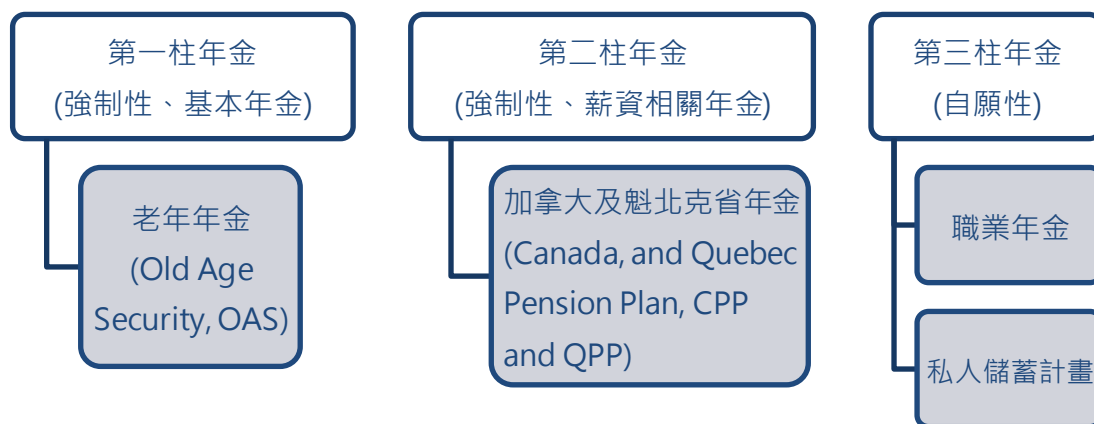 第一柱年金
(強制性、基本年金)
老年年金
(Old Age
Security, OAS)
第二柱年金
(強制性、薪資相關年金)
加拿大及魁北克省年金
(Canada, and Quebec
Pension Plan, CPP
and QPP)
第三柱年金
(自願性)
職業年金
私人儲蓄計畫